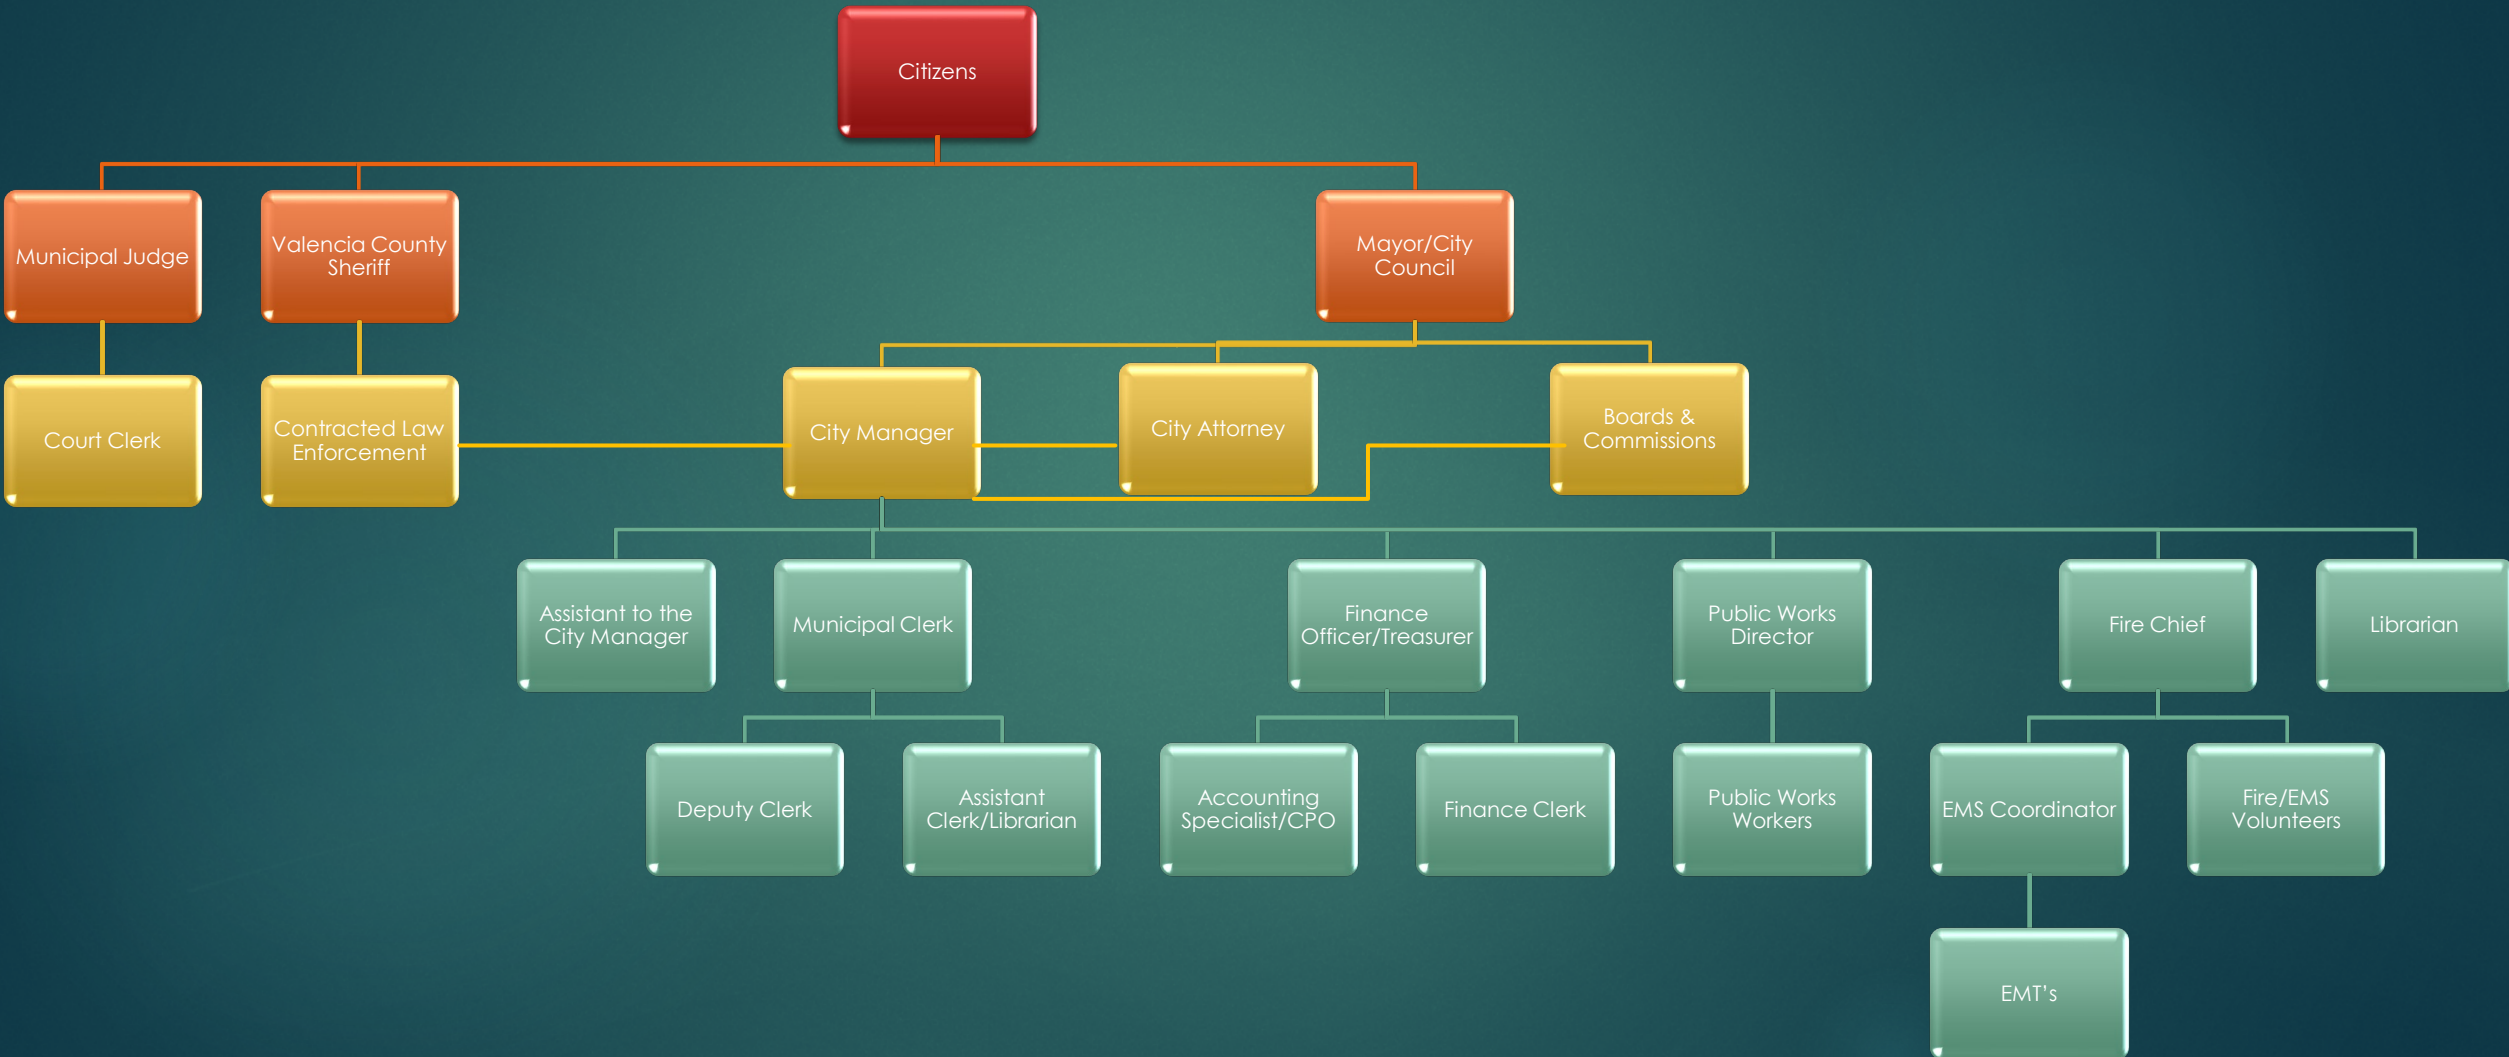 Citizens
Municipal Judge
Valencia County
Sheriff
Mayor/City
Council
Court Clerk
Contracted Law
Enforcement
City Manager
City Attorney
Boards &
Commissions
Assistant to the
City Manager
Municipal Clerk
Finance
Officer/Treasurer
Public Works
Director
Fire Chief
Librarian
Deputy Clerk
Assistant
Clerk/Librarian
Accounting
Specialist/CPO
Finance Clerk
Public Works
Workers
EMS Coordinator
Fire/EMS
Volunteers
EMT’s